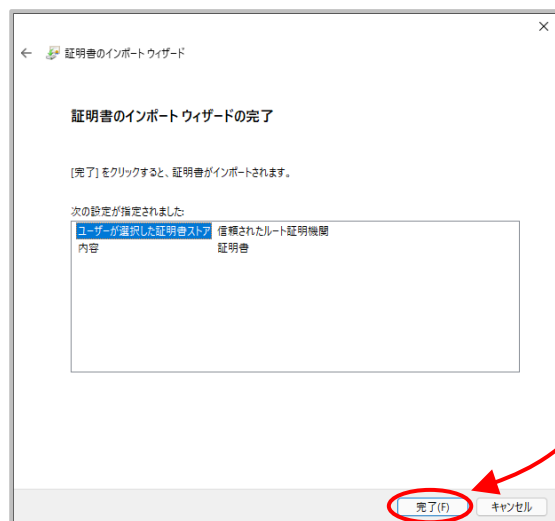 証明書のインポート ウィザード
証明書のインポート ウィザードの完了
[完了] をクリックすると、証明書がインポートされます。
次の設定が指定されました:
ユーザーが選択した証明書ストア 信頼されたルート証明機関
内容 証明書
完了(F) キャンセル